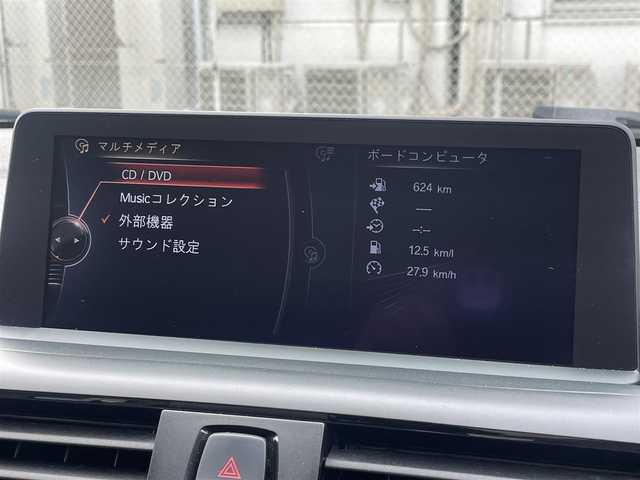 マルチメディア
CD / DVD
Musicコレクション
外部機器
サウンド設定
ボードコンピュータ
624 km
----
--:--
12.5 km/l
27.9 km/h